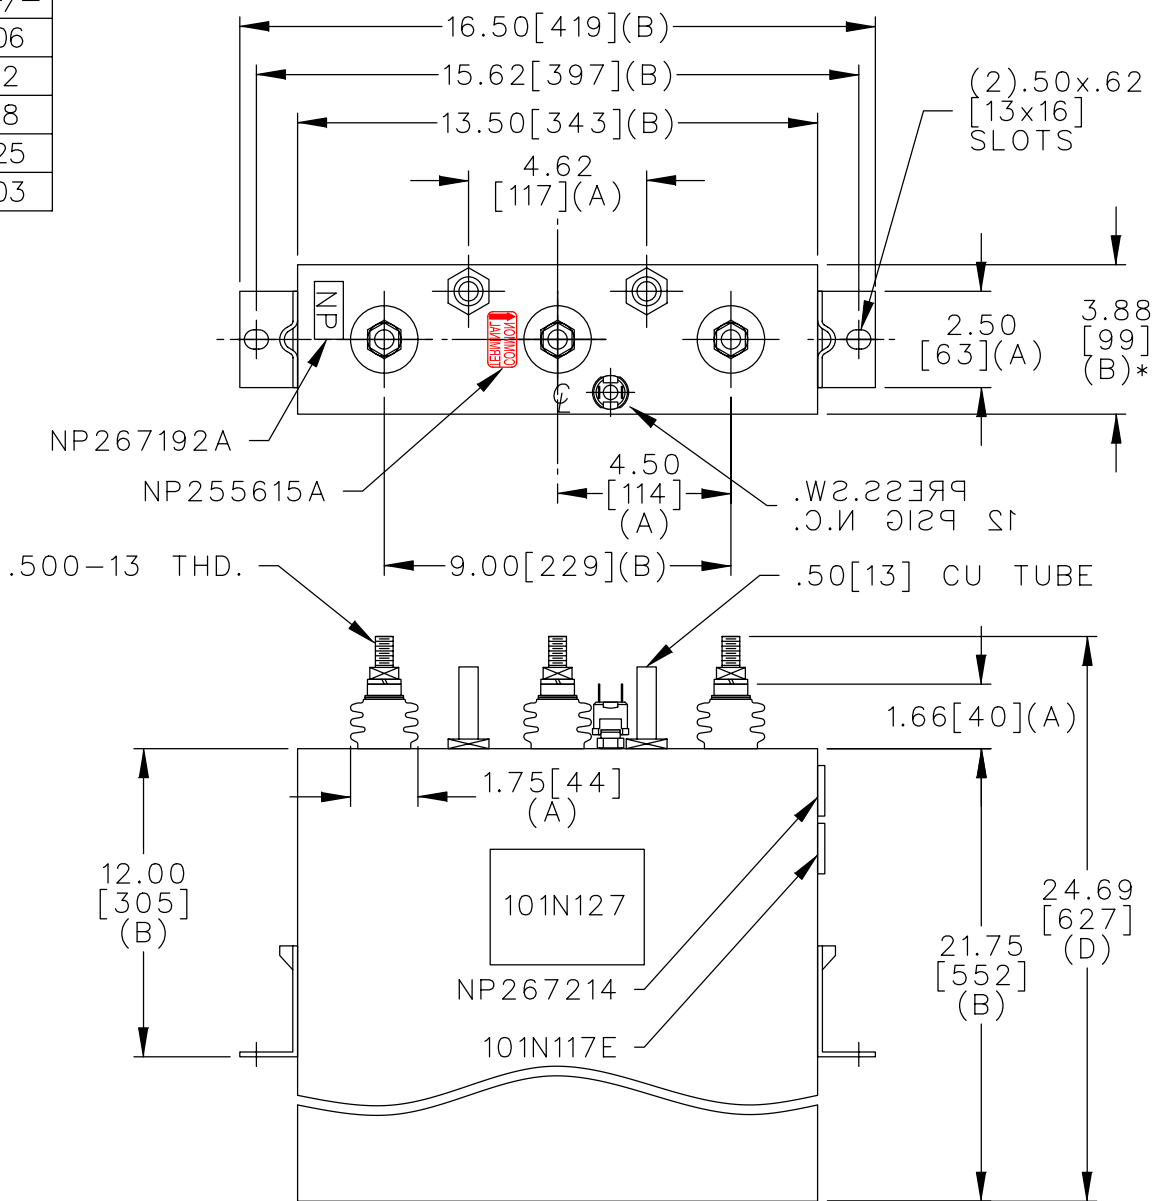 +/-
06
2
8
25
03
16.50[419](B)
15.62[397](B)
13.50[343](B)
4.62
[117](A)
(2).50x.62
[13x16]
SLOTS
NP
COMMON
TERMINAL
2.50
[63](A)
3.88
[99]
(B)*
CL
NP267192A
NP255615A
4.50
[114]
(A)
PRESS.SW.
12 PSIG N.C.
9.00[229](B)
.500-13 THD.
.50[13] CU TUBE
1.66[40](A)
1.75[44]
(A)
12.00
[305]
(B)
101N127
24.69
[627]
(D)
21.75
[552]
(B)
NP267214
101N117E